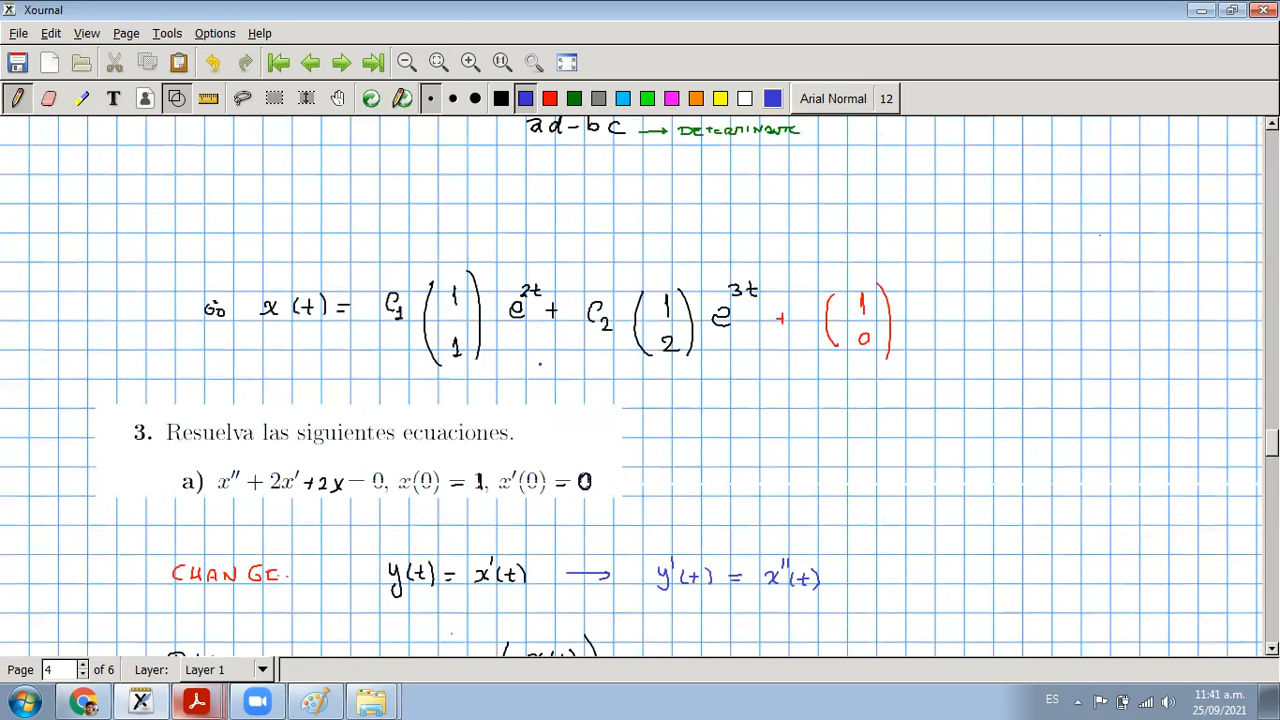 Xournal
File Edit View Page Tools Options Help
Arial Normal 12
ad - bc → DETERMINANTE
∴ x(t) = C₁ (1 1) e^{2t} + C₂ (1 2) e^{3t} + (1 0)
3. Resuelva las siguientes ecuaciones.
a) x'' + 2x' + 2x = 0, x(0) = 1, x'(0) = 0
CHANGE. y(t) = x'(t) → y'(t) = x''(t)
Page 4 of 6 Layer: Layer 1
ES 11:41 a.m.
25/09/2021